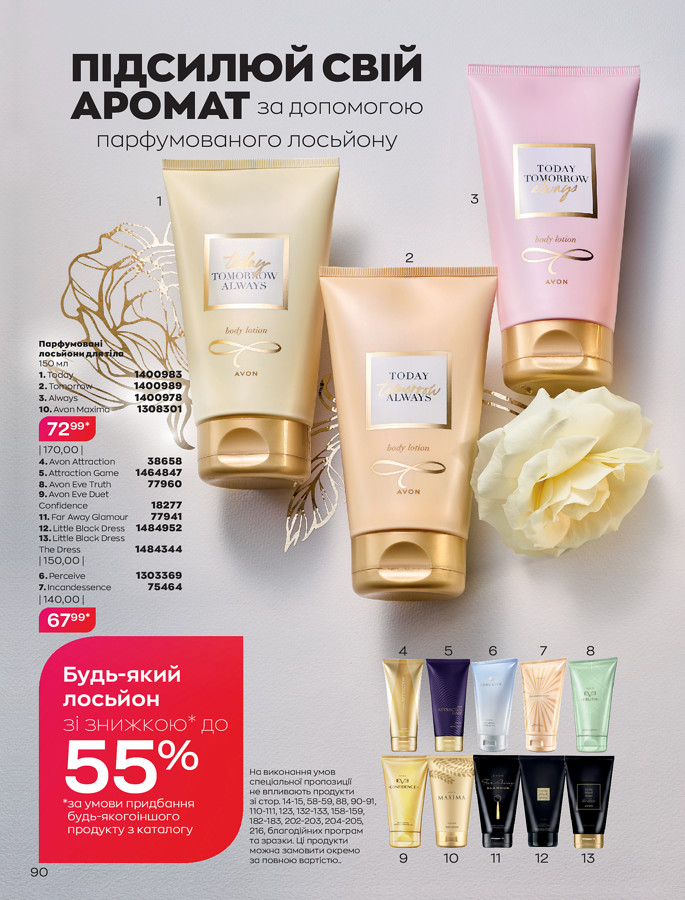 ПІДСИЛЮЙ СВІЙ
АРОМАТ за допомогою
парфумованого лосьйону
1
3
2
today
TOMORROW
ALWAYS
body lotion
AVON
TODAY
tomorrow
ALWAYS
body lotion
AVON
TODAY
TOMORROW
always
body lotion
AVON
Парфумовані
лосьйони для тіла
150 мл
1. Today 1400983
2. Tomorrow 1400989
3. Always 1400978
10. Avon Maxima 1308301
72,99*
| 170,00 |
4. Avon Attraction 38658
5. Attraction Game 1464847
8. Avon Eve Truth 77960
9. Avon Eve Duet
Confidence 18277
11. Far Away Glamour 77941
12. Little Black Dress 1484952
13. Little Black Dress
The Dress 1484344
| 150,00 |
6. Perceive 1303369
7. Incandessence 75464
| 140,00 |
67,99*
Будь-який
лосьйон
зі знижкою* до
55%
*за умови придбання
будь-якогоіншого
продукту з каталогу
На виконання умов
спеціальної пропозиції
не впливають продукти
зі стор. 14-15, 58-59, 88, 90-91,
110-111, 123, 132-133, 158-159,
182-183, 202-203, 204-205,
216, благодійних програм
та зразки. Ці продукти
можна замовити окремо
за повною вартістю..
4 5 6 7 8
eve
TRUTH
eve
CONFIDENCE
MAXIMA
GLAMOUR
9 10 11 12 13
90